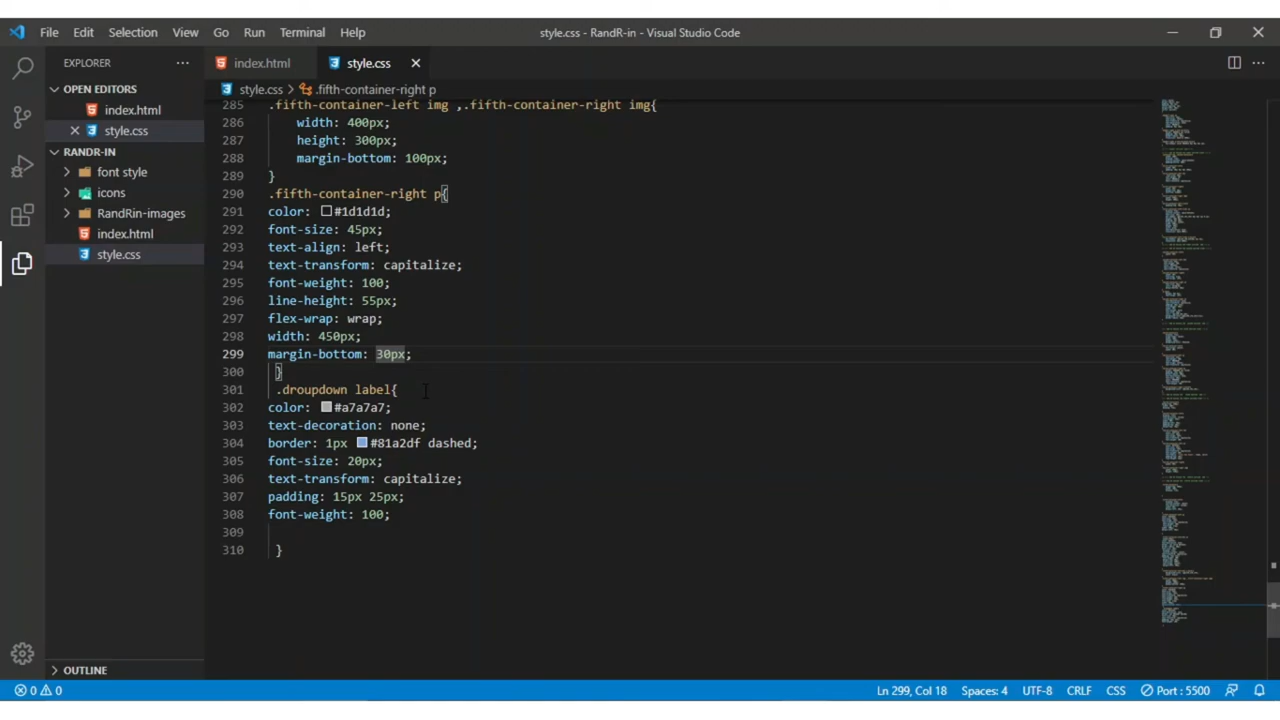 File Edit Selection View Go Run Terminal Help style.css - RandR-in - Visual Studio Code
EXPLORER ··· index.html style.css
OPEN EDITORS style.css > .fifth-container-right p
index.html
style.css
RANDR-IN
font style
icons
RandRin-images
index.html
style.css
285 .fifth-container-left img ,.fifth-container-right img{
286 width: 400px;
287 height: 300px;
288 margin-bottom: 100px;
289 }
290 .fifth-container-right p{
291 color: #1d1d1d;
292 font-size: 45px;
293 text-align: left;
294 text-transform: capitalize;
295 font-weight: 100;
296 line-height: 55px;
297 flex-wrap: wrap;
298 width: 450px;
299 margin-bottom: 30px;
300 }
301 .droupdown label{
302 color: #a7a7a7;
303 text-decoration: none;
304 border: 1px #81a2df dashed;
305 font-size: 20px;
306 text-transform: capitalize;
307 padding: 15px 25px;
308 font-weight: 100;
309
310 }
OUTLINE
0 0 Ln 299, Col 18 Spaces: 4 UTF-8 CRLF CSS Port : 5500